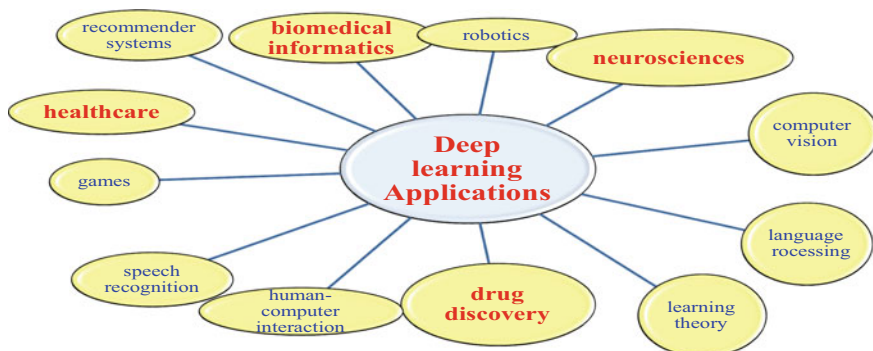 recommender
systems
biomedical
informatics
robotics
neurosciences
healthcare
Deep
learning
Applications
computer
vision
games
language
rocessing
speech
recognition
human-
computer
interaction
drug
discovery
learning
theory